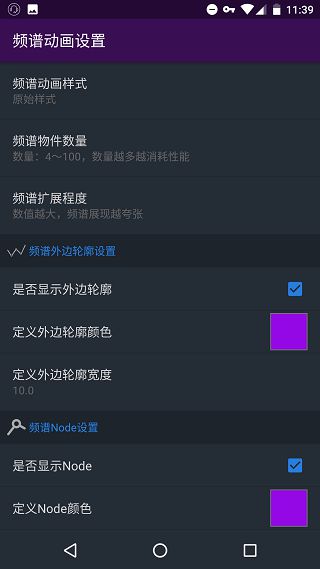 11:39
频谱动画设置
频谱动画样式
原始样式
频谱物件数量
数量：4～100，数量越多越消耗性能
频谱扩展程度
数值越大，频谱展现越夸张
频谱外边轮廓设置
是否显示外边轮廓
定义外边轮廓颜色
定义外边轮廓宽度
10.0
频谱Node设置
是否显示Node
定义Node颜色